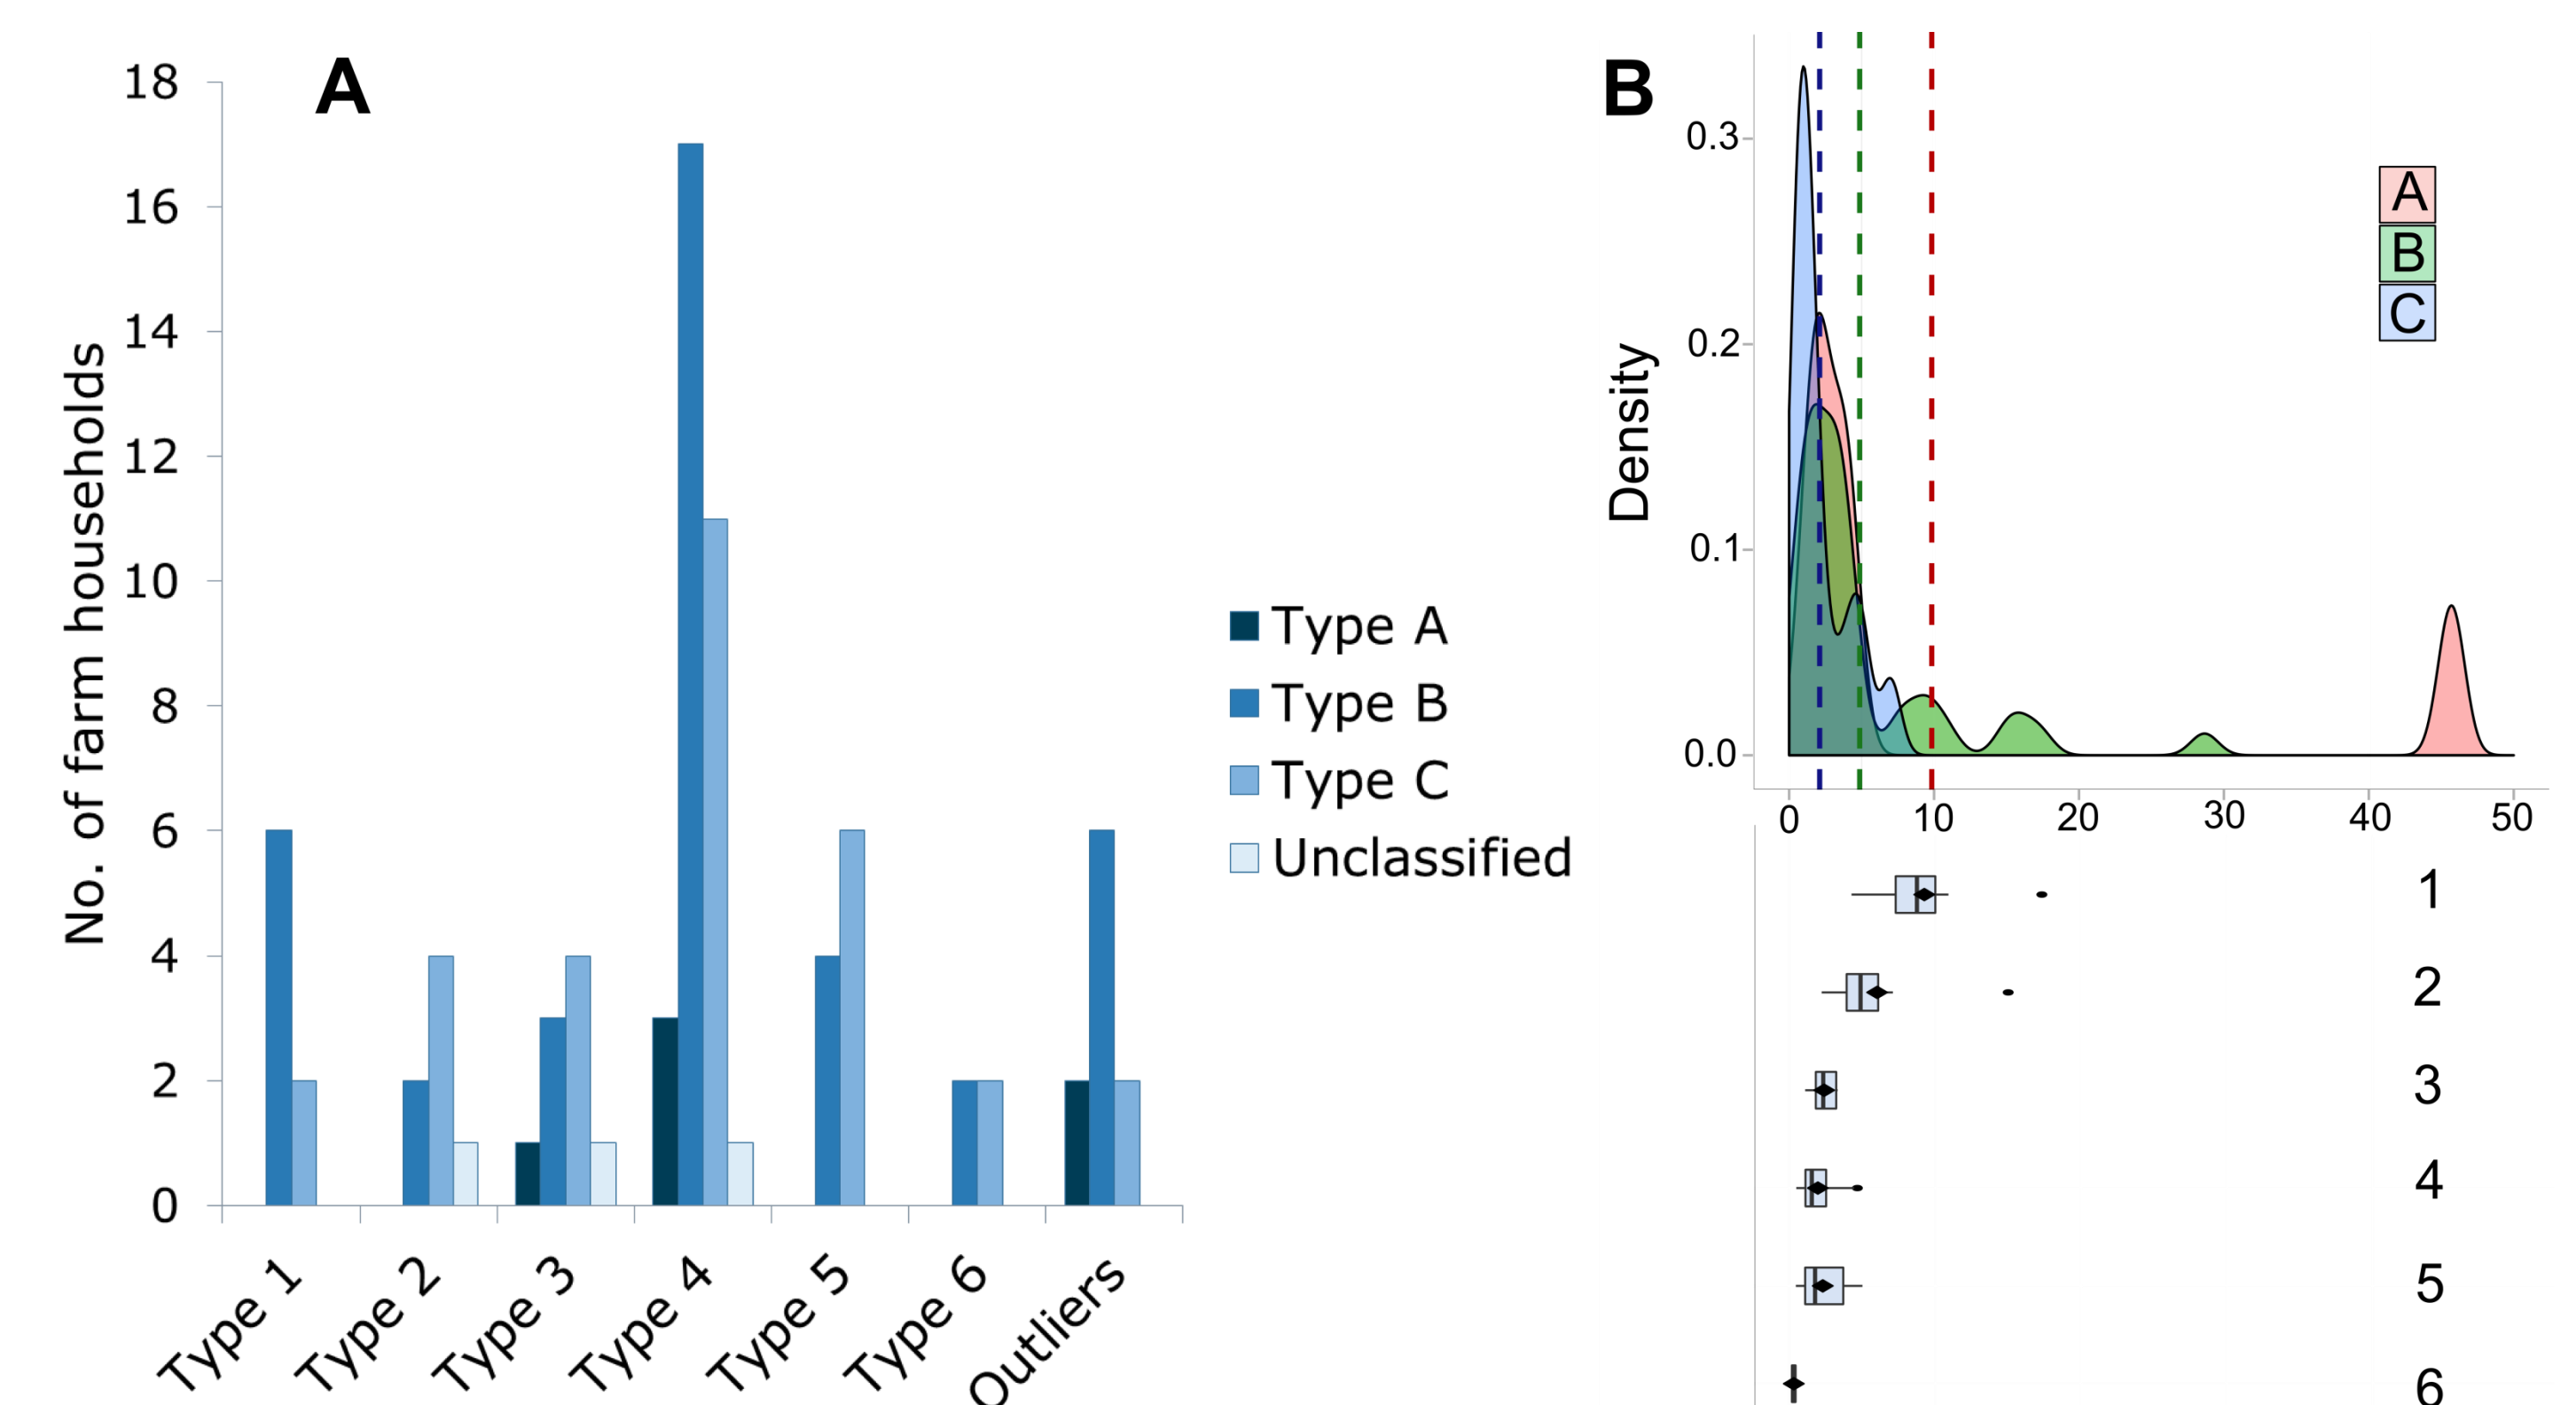 A
No. of farm households
18
16
14
12
10
8
6
4
2
0
Type 1
Type 2
Type 3
Type 4
Type 5
Type 6
Outliers
Type A
Type B
Type C
Unclassified
B
Density
0.3
0.2
0.1
0.0
A
B
C
0 10 20 30 40 50
1
2
3
4
5
6